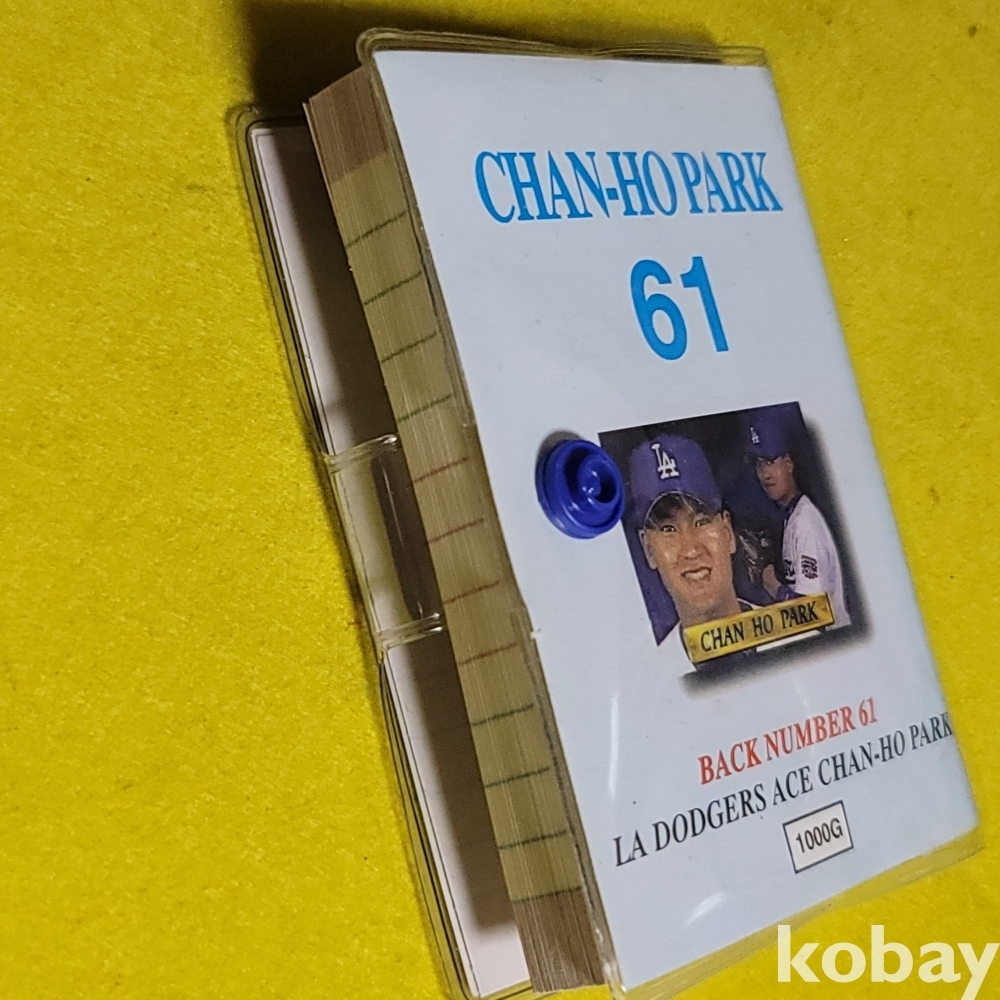 CHAN-HO PARK
61
LA
LA
CHAN HO PARK
BACK NUMBER 61
LA DODGERS ACE CHAN-HO PARK
1000G
kobay